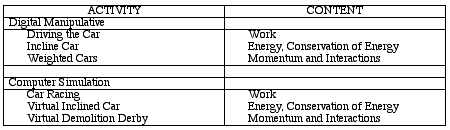 ACTIVITY CONTENT
Digital Manipulative
Driving the Car Work
Incline Car Energy, Conservation of Energy
Weighted Cars Momentum and Interactions
Computer Simulation
Car Racing Work
Virtual Inclined Car Energy, Conservation of Energy
Virtual Demolition Derby Momentum and Interactions